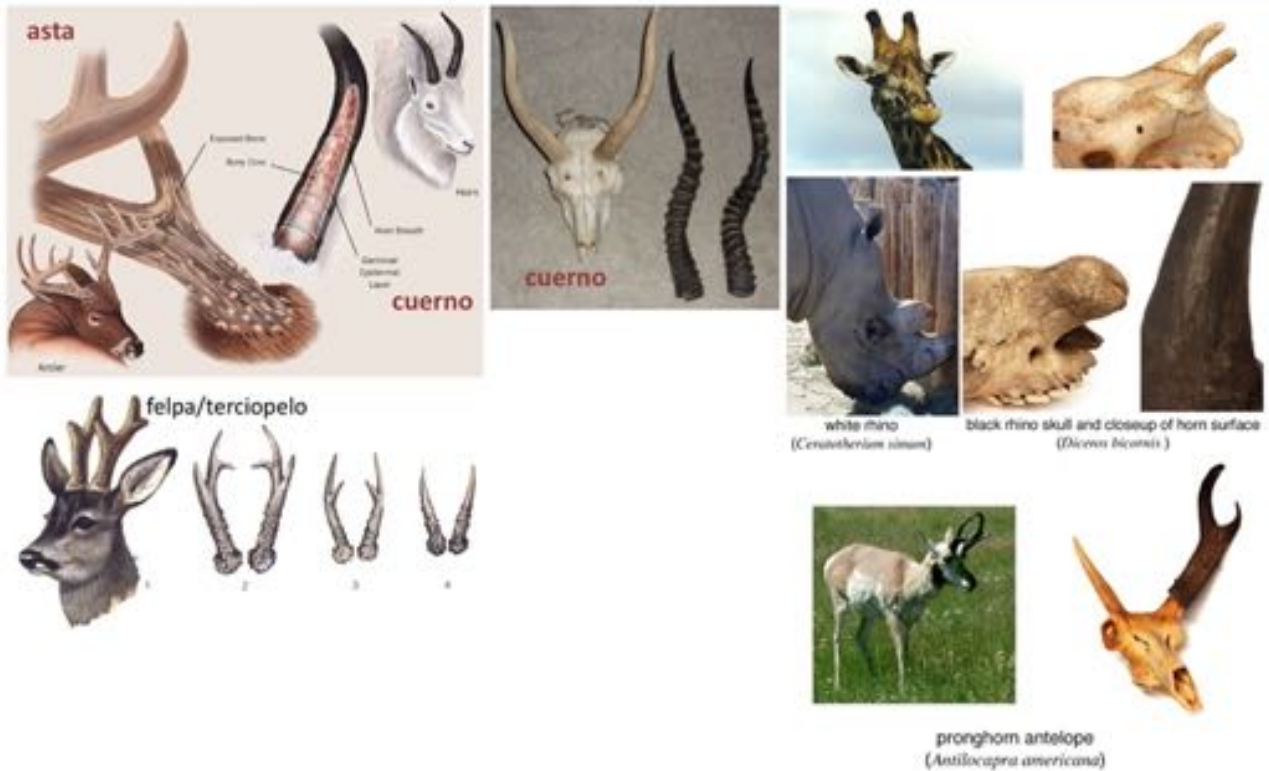 asta
Exposed Bone
Bony Core
Horn
Horn Sheath
Germinal
Epidermal
Layer
cuerno
Antler
cuerno
felpa/terciopelo
1
2
3
4
white rhino
(Ceratotherium simum)
black rhino skull and closeup of horn surface
(Diceros bicornis )
pronghorn antelope
(Antilocapra americana)